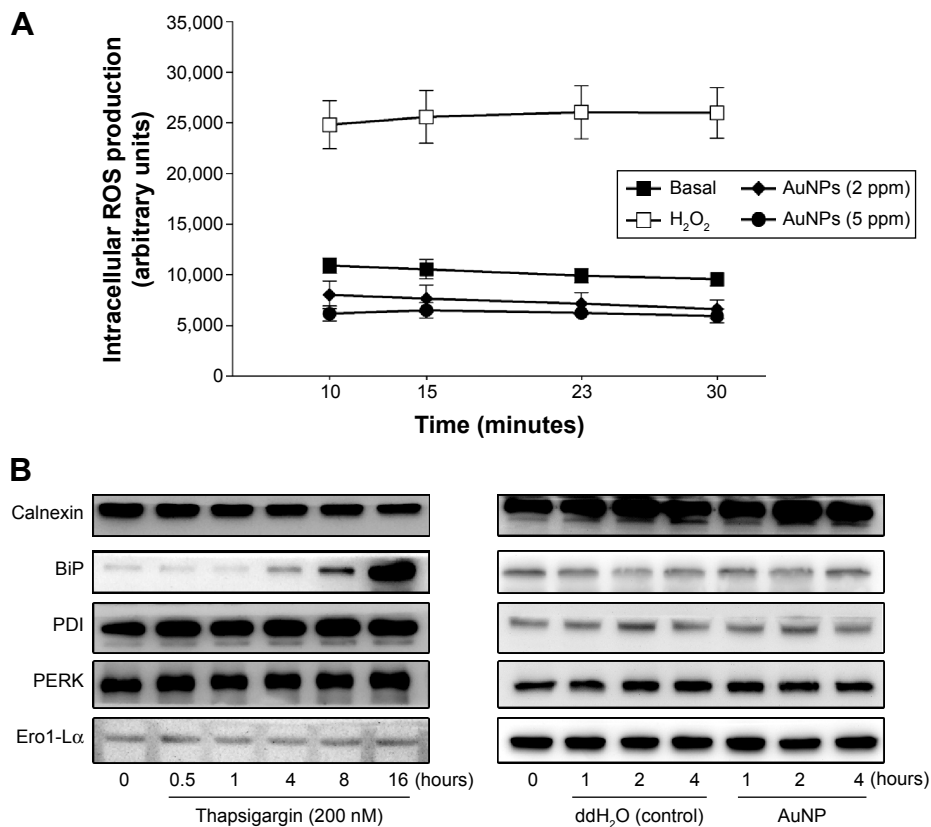 A
Intracellular ROS production
(arbitrary units)
35,000
30,000
25,000
20,000
15,000
10,000
5,000
0
10 15 23 30
Time (minutes)
Basal AuNPs (2 ppm)
H₂O₂ AuNPs (5 ppm)
B
Calnexin
BiP
PDI
PERK
Ero1-Lα
0 0.5 1 4 8 16 (hours)
Thapsigargin (200 nM)
0 1 2 4 1 2 4 (hours)
ddH₂O (control) AuNP